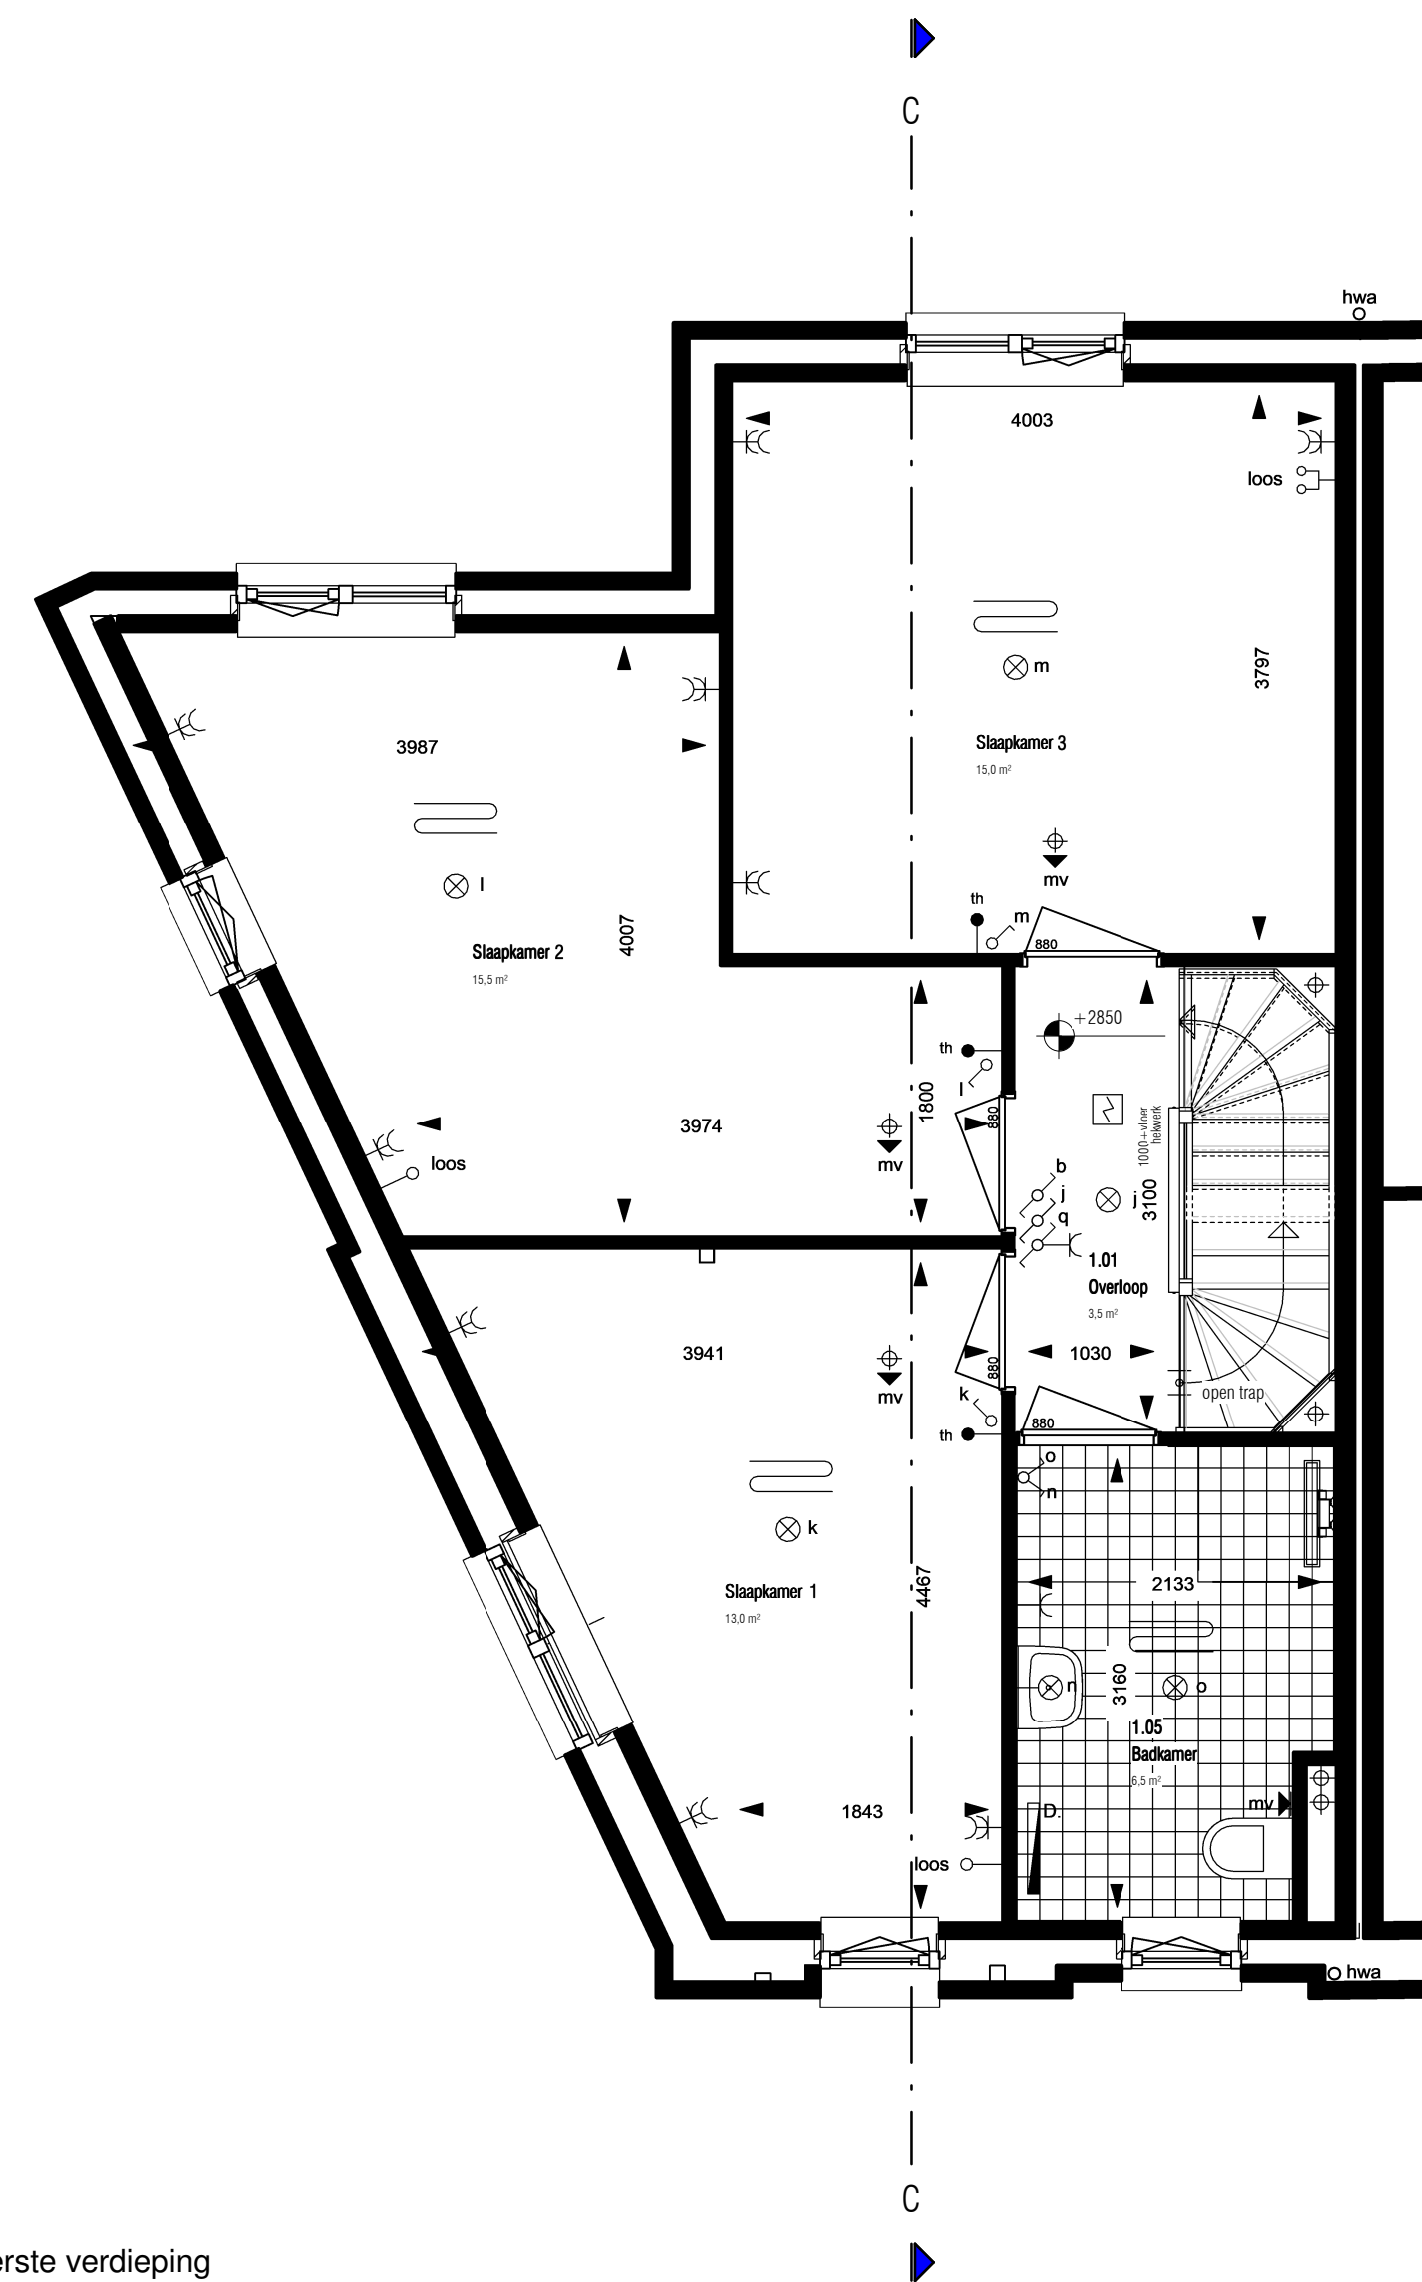 C
hwa
4003
loos
m
3797
3987
Slaapkamer 3
15,0 m²
l
mv
th
m
880
4007
Slaapkamer 2
15,5 m²
+2850
th
l
880
1800
3974
mv
loos
1000+vloer
hekwerk
b
j
q
j
3100
1.01
Overloop
3,5 m²
3941
mv
880
1030
k
th
open trap
880
o
n
k
4467
2133
Slaapkamer 1
13,0 m²
3160
n
o
1.05
Badkamer
6,5 m²
mv
1843
D.
loos
hwa
C
erste verdieping